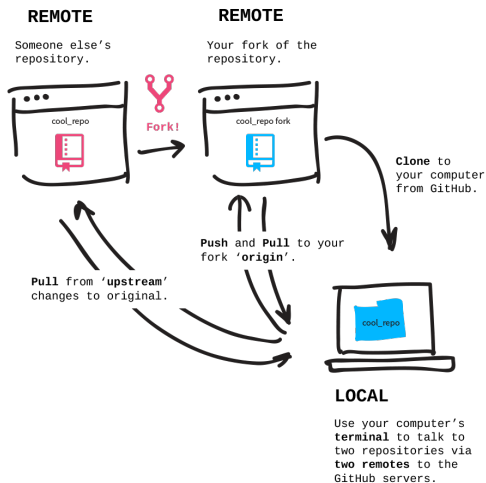 REMOTE
Someone else’s
repository.
REMOTE
Your fork of the
repository.
cool_repo
Fork!
cool_repo fork
Clone to
your computer
from GitHub.
Push and Pull to your
fork ‘origin’.
Pull from ‘upstream’
changes to original.
cool_repo
LOCAL
Use your computer’s
terminal to talk to
two repositories via
two remotes to the
GitHub servers.